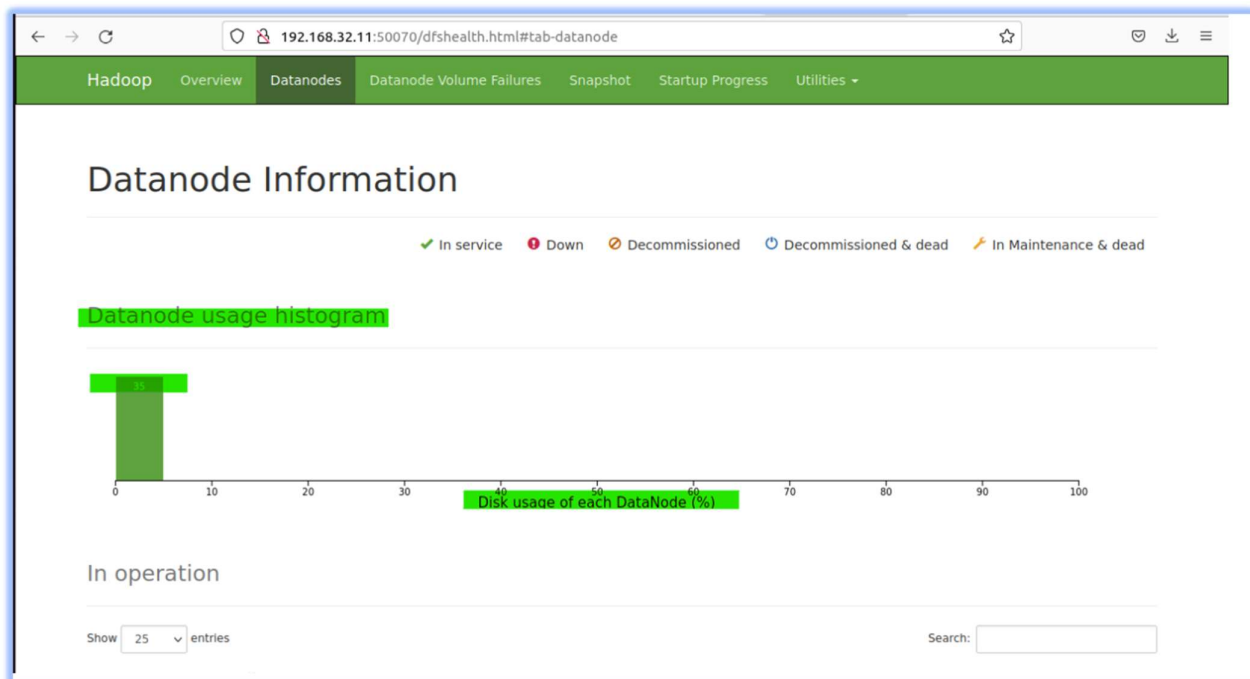 192.168.32.11:50070/dfshealth.html#tab-datanode
Hadoop Overview Datanodes Datanode Volume Failures Snapshot Startup Progress Utilities
Datanode Information
In service Down Decommissioned Decommissioned & dead In Maintenance & dead
Datanode usage histogram
35
0 10 20 30 40 50 60 70 80 90 100
Disk usage of each DataNode (%)
In operation
Show 25 entries Search: